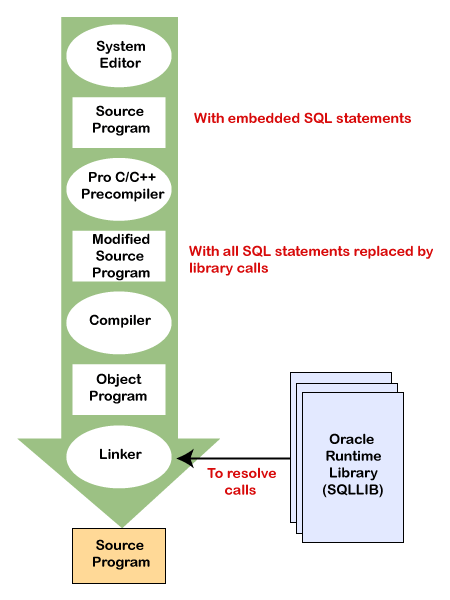 System
Editor
Source
Program
With embedded SQL statements
Pro C/C++
Precompiler
Modified
Source
Program
With all SQL statements replaced by
library calls
Compiler
Object
Program
Linker
To resolve
calls
Oracle
Runtime
Library
(SQLLIB)
Source
Program